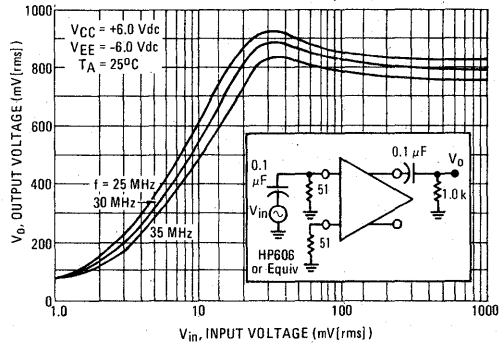 VCC = +6.0 Vdc
VEE = -6.0 Vdc
TA = 25°C
VO, OUTPUT VOLTAGE (mV[rms])
1000
800
600
400
200
0
f = 25 MHz
30 MHz
35 MHz
0.1
µF
Vin
51
51
HP606
or Equiv
0.1 µF
Vo
1.0 k
1.0
10
100
1000
Vin, INPUT VOLTAGE (mV[rms])